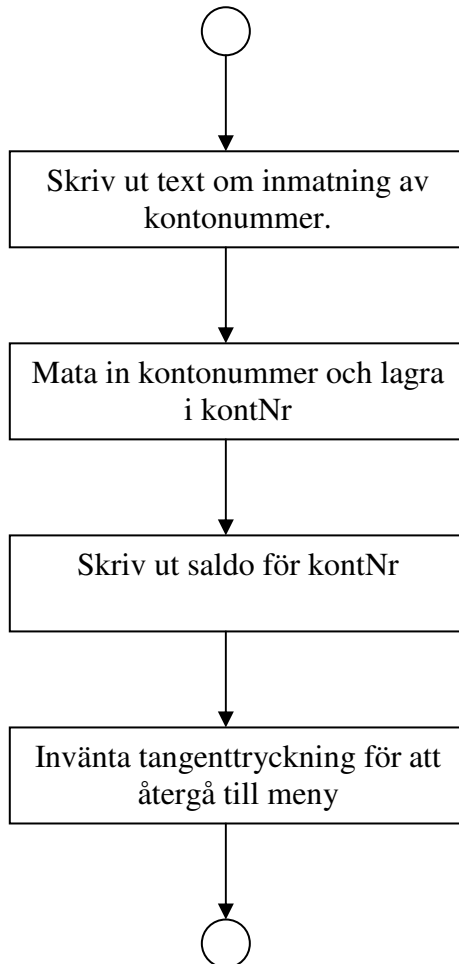 Skriv ut text om inmatning av
kontonummer.
Mata in kontonummer och lagra
i kontNr
Skriv ut saldo för kontNr
Invänta tangenttryckning för att
återgå till meny